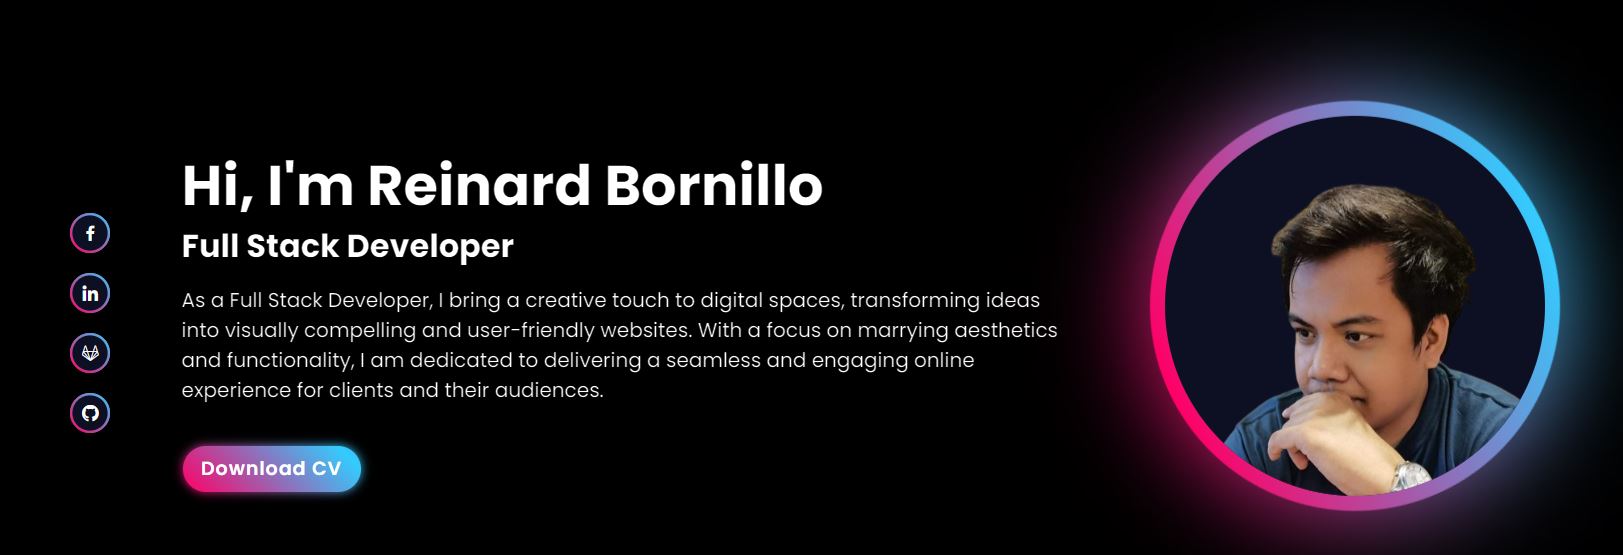 Hi, I'm Reinard Bornillo
Full Stack Developer
As a Full Stack Developer, I bring a creative touch to digital spaces, transforming ideas
into visually compelling and user-friendly websites. With a focus on marrying aesthetics
and functionality, I am dedicated to delivering a seamless and engaging online
experience for clients and their audiences.
Download CV